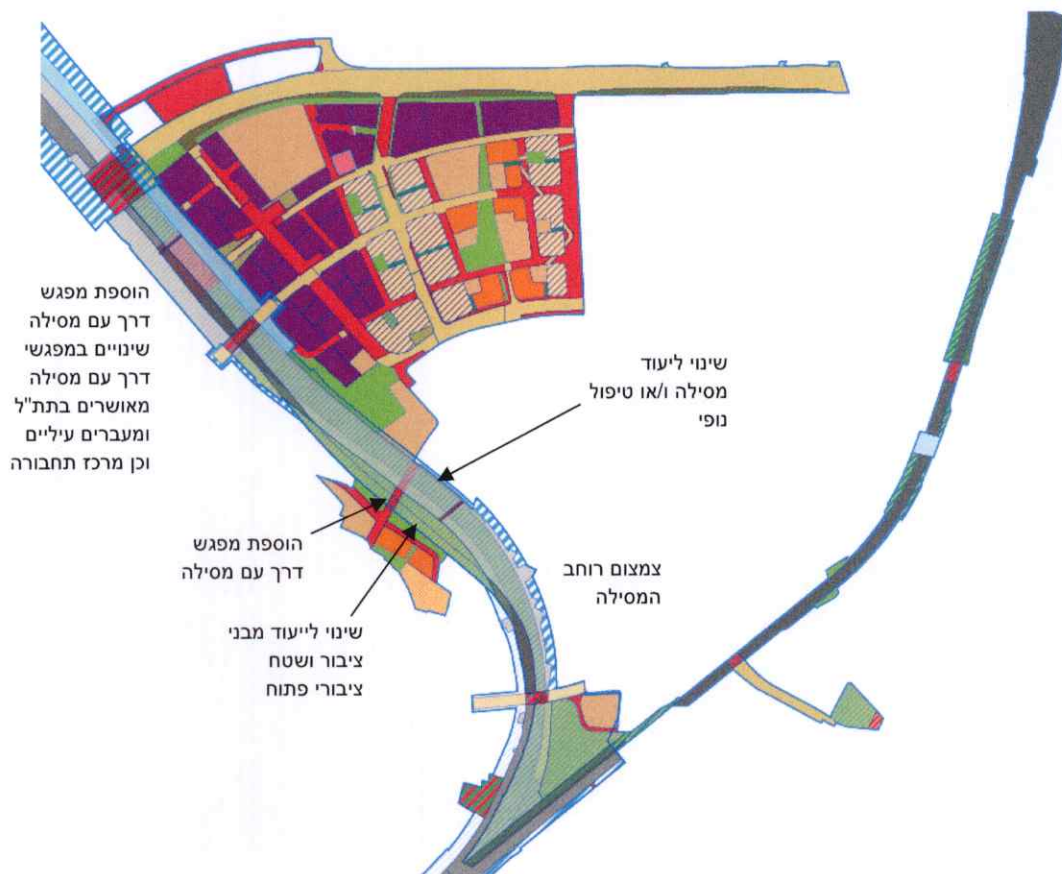 הוספת מפגש
דרך עם מסילה
שינויים במפגשי
דרך עם מסילה
מאושרים בתת"ל
ומעברים עיליים
וכן מרכז תחבורה
שינוי ליעוד
מסילה ו/או טיפול
נופי
הוספת מפגש
דרך עם מסילה
צמצום רוחב
המסילה
שינוי לייעוד מבני
ציבור ושטח
ציבורי פתוח